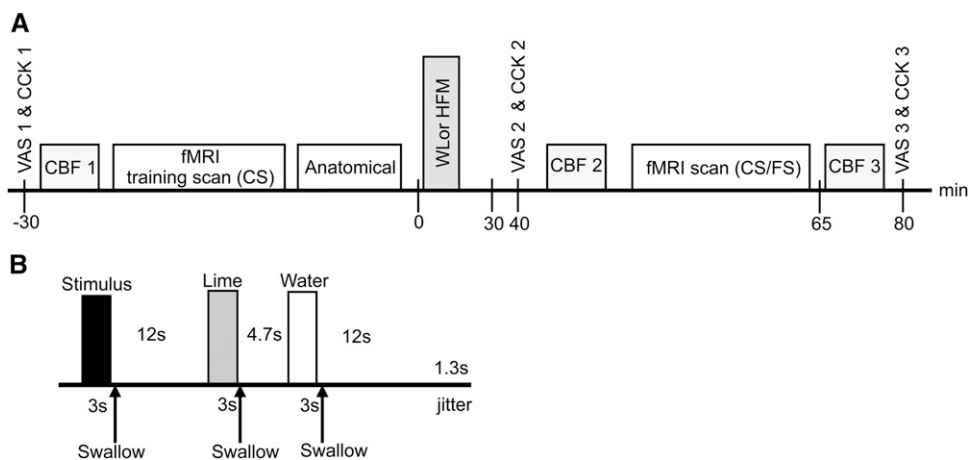 A
VAS 1 & CCK 1
CBF 1
fMRI
training scan (CS)
Anatomical
WLor HFM
VAS 2 & CCK 2
CBF 2
fMRI scan (CS/FS)
CBF 3
VAS 3 & CCK 3
min
-30
0
30
40
65
80
B
Stimulus
Lime
Water
12s
4.7s
12s
1.3s
3s
3s
3s
jitter
Swallow
Swallow
Swallow